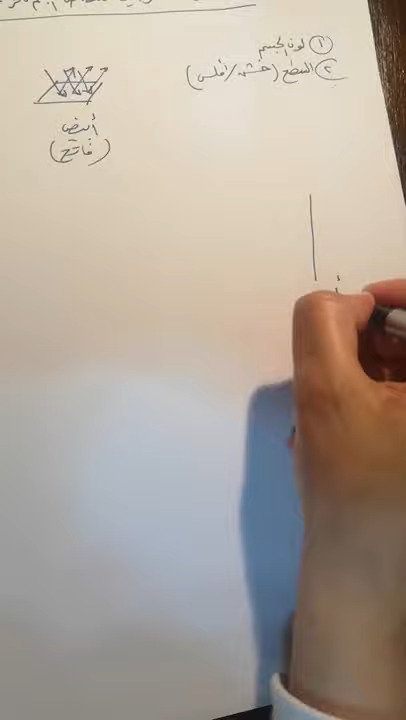 ① لون الجسم
② السطح (خشن/أملس)
أبيض
(فاتح)